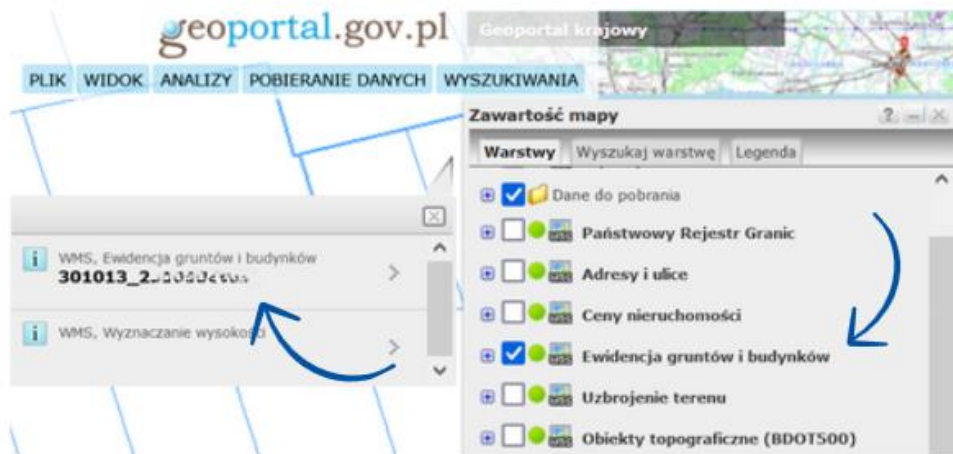 geoportal.gov.pl
Geoportal krajowy
PLIK WIDOK ANALIZY POBIERANIE DANYCH WYSZUKIWANIA
Zawartość mapy
Warstwy Wyszukaj warstwę Legenda
Dane do pobrania
Państwowy Rejestr Granic
Adresy i ulice
Ceny nieruchomości
Ewidencja gruntów i budynków
Uzbrojenie terenu
Obiekty topograficzne (BDOT500)
WMS, Ewidencja gruntów i budynków
WMS, Wyznaczanie wysokości